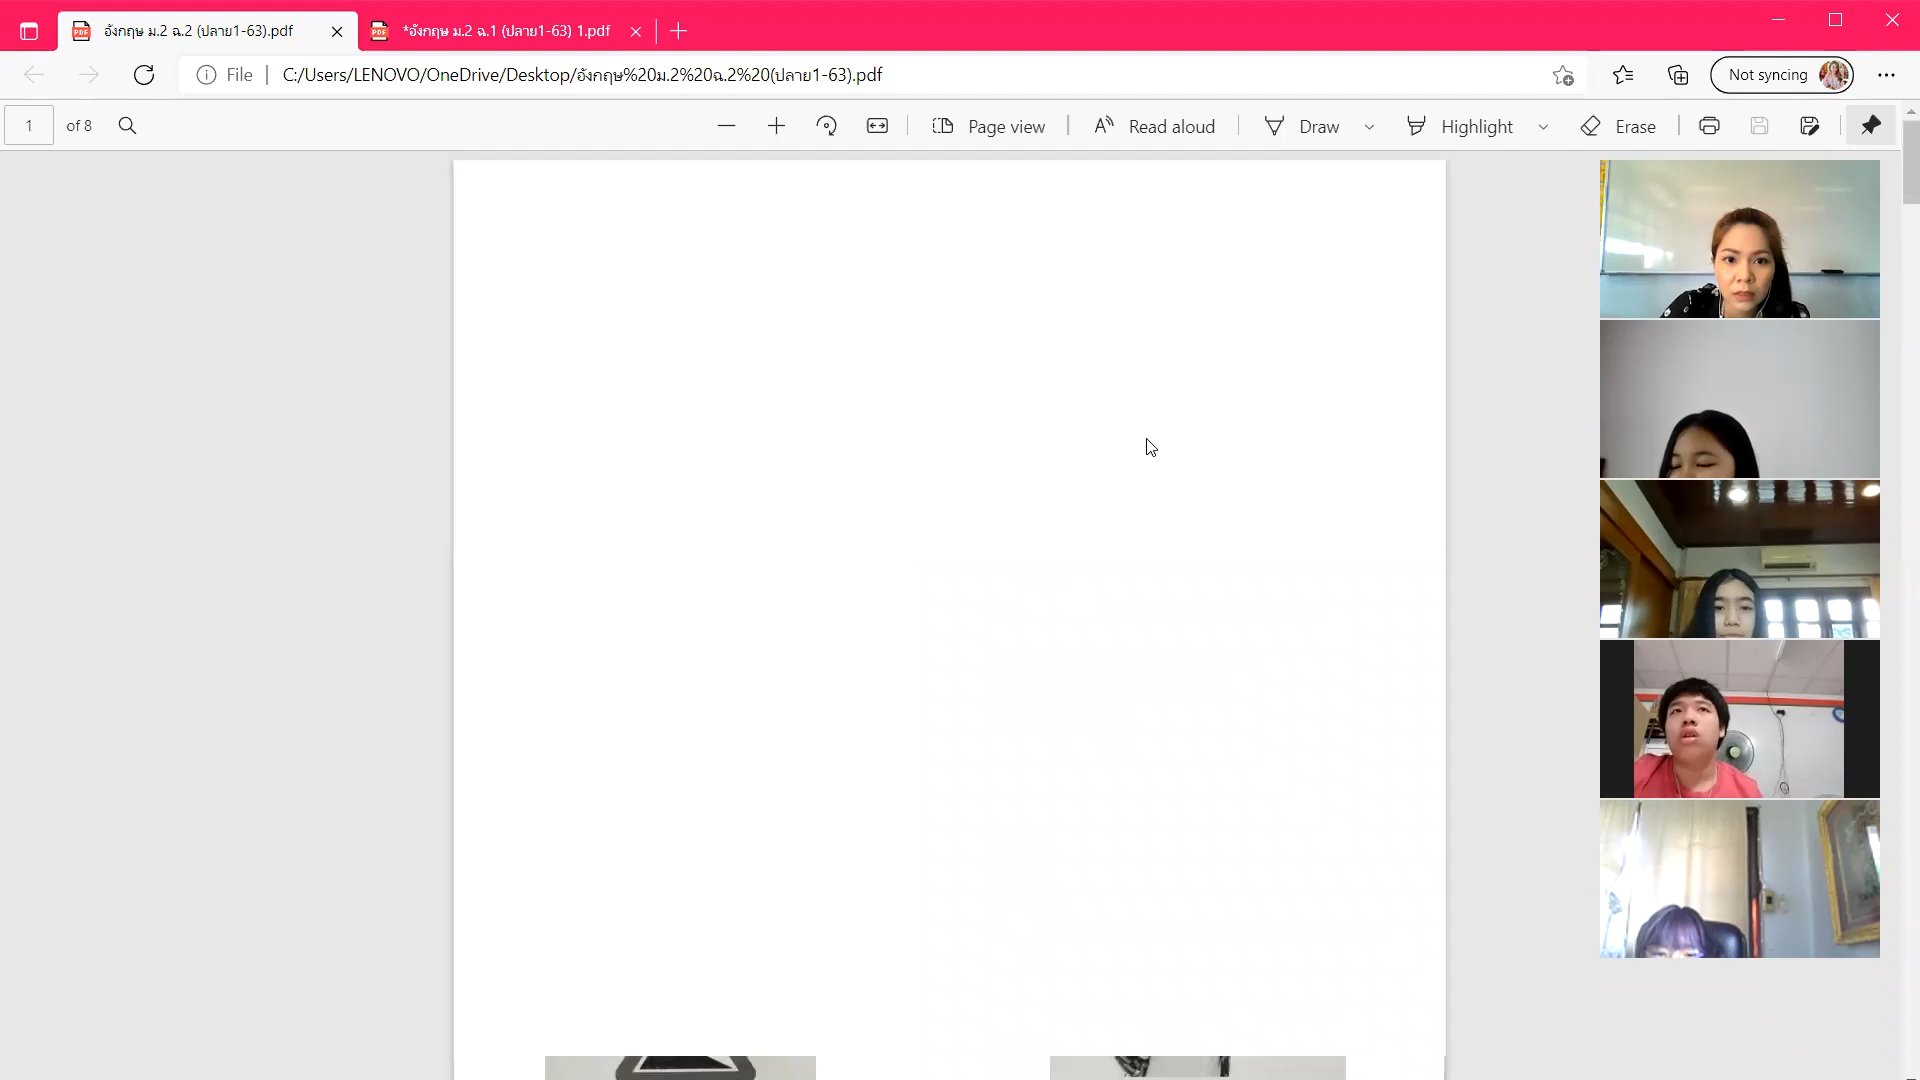 อังกฤษ ม.2 ฉ.2 (ปลาย1-63).pdf
*อังกฤษ ม.2 ฉ.1 (ปลาย1-63) 1.pdf
File
C:/Users/LENOVO/OneDrive/Desktop/อังกฤษ%20ม.2%20ฉ.2%20(ปลาย1-63).pdf
Not syncing
1 of 8
Page view
Read aloud
Draw
Highlight
Erase